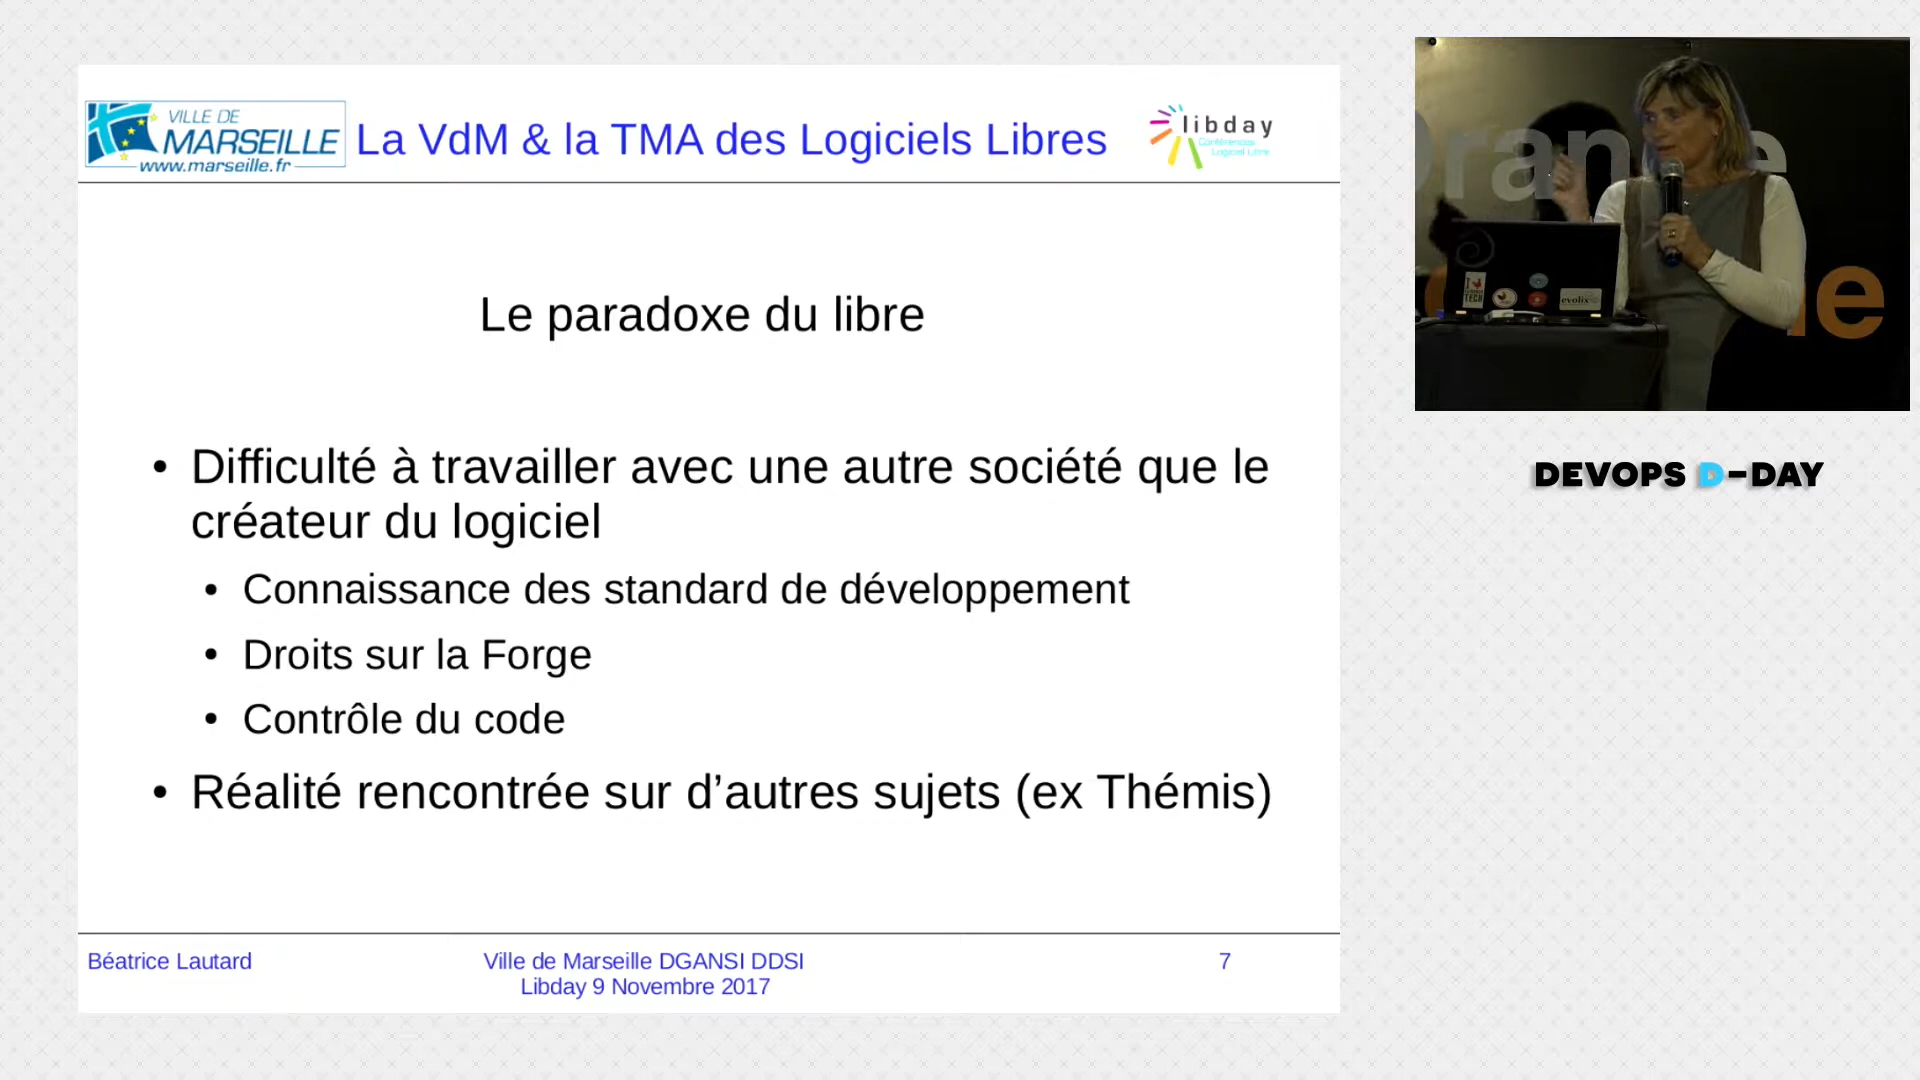 VILLE DE
MARSEILLE
www.marseille.fr
La VdM & la TMA des Logiciels Libres
libday
Conférences
Logiciel Libre
Le paradoxe du libre
• Difficulté à travailler avec une autre société que le
créateur du logiciel
• Connaissance des standard de développement
• Droits sur la Forge
• Contrôle du code
• Réalité rencontrée sur d’autres sujets (ex Thémis)
Béatrice Lautard
Ville de Marseille DGANSI DDSI
Libday 9 Novembre 2017
7
TECH
evolix
DEVOPS D-DAY